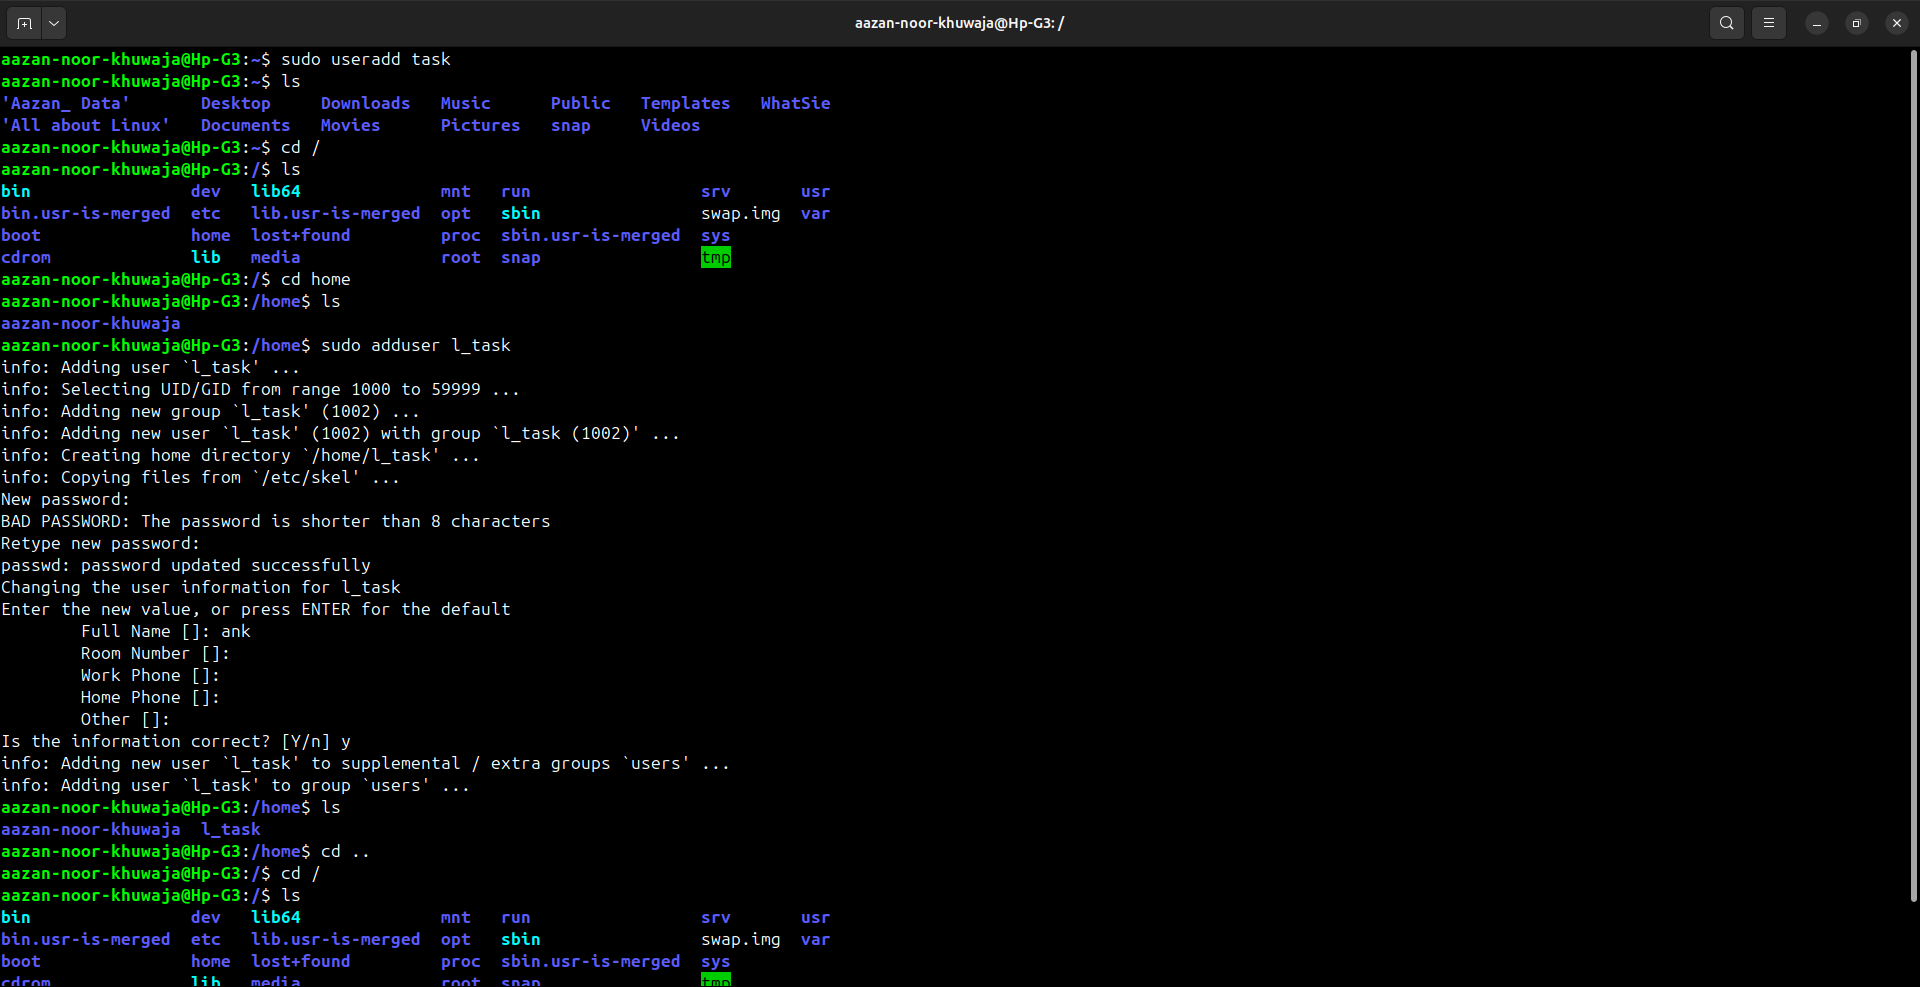 aazan-noor-khuwaja@Hp-G3: /
aazan-noor-khuwaja@Hp-G3:~$ sudo useradd task
aazan-noor-khuwaja@Hp-G3:~$ ls
'Aazan_ Data'       Desktop     Downloads   Music      Public   Templates   WhatSie
'All about Linux'   Documents   Movies      Pictures   snap     Videos
aazan-noor-khuwaja@Hp-G3:~$ cd /
aazan-noor-khuwaja@Hp-G3:/$ ls
bin                dev   lib64              mnt   run                 srv       usr
bin.usr-is-merged  etc   lib.usr-is-merged  opt   sbin                swap.img  var
boot               home  lost+found         proc  sbin.usr-is-merged  sys
cdrom              lib   media              root  snap                tmp
aazan-noor-khuwaja@Hp-G3:/$ cd home
aazan-noor-khuwaja@Hp-G3:/home$ ls
aazan-noor-khuwaja
aazan-noor-khuwaja@Hp-G3:/home$ sudo adduser l_task
info: Adding user `l_task' ...
info: Selecting UID/GID from range 1000 to 59999 ...
info: Adding new group `l_task' (1002) ...
info: Adding new user `l_task' (1002) with group `l_task (1002)' ...
info: Creating home directory `/home/l_task' ...
info: Copying files from `/etc/skel' ...
New password:
BAD PASSWORD: The password is shorter than 8 characters
Retype new password:
passwd: password updated successfully
Changing the user information for l_task
Enter the new value, or press ENTER for the default
        Full Name []: ank
        Room Number []:
        Work Phone []:
        Home Phone []:
        Other []:
Is the information correct? [Y/n] y
info: Adding new user `l_task' to supplemental / extra groups `users' ...
info: Adding user `l_task' to group `users' ...
aazan-noor-khuwaja@Hp-G3:/home$ ls
aazan-noor-khuwaja  l_task
aazan-noor-khuwaja@Hp-G3:/home$ cd ..
aazan-noor-khuwaja@Hp-G3:/$ cd /
aazan-noor-khuwaja@Hp-G3:/$ ls
bin                dev   lib64              mnt   run                 srv       usr
bin.usr-is-merged  etc   lib.usr-is-merged  opt   sbin                swap.img  var
boot               home  lost+found         proc  sbin.usr-is-merged  sys
cdrom              lib   media              root  snap                tmp